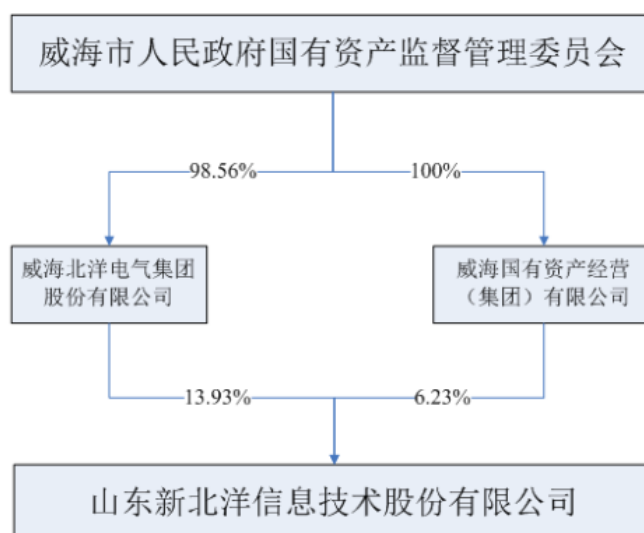 威海市人民政府国有资产监督管理委员会
98.56%
100%
威海北洋电气集团
股份有限公司
威海国有资产经营
（集团）有限公司
13.93%
6.23%
山东新北洋信息技术股份有限公司